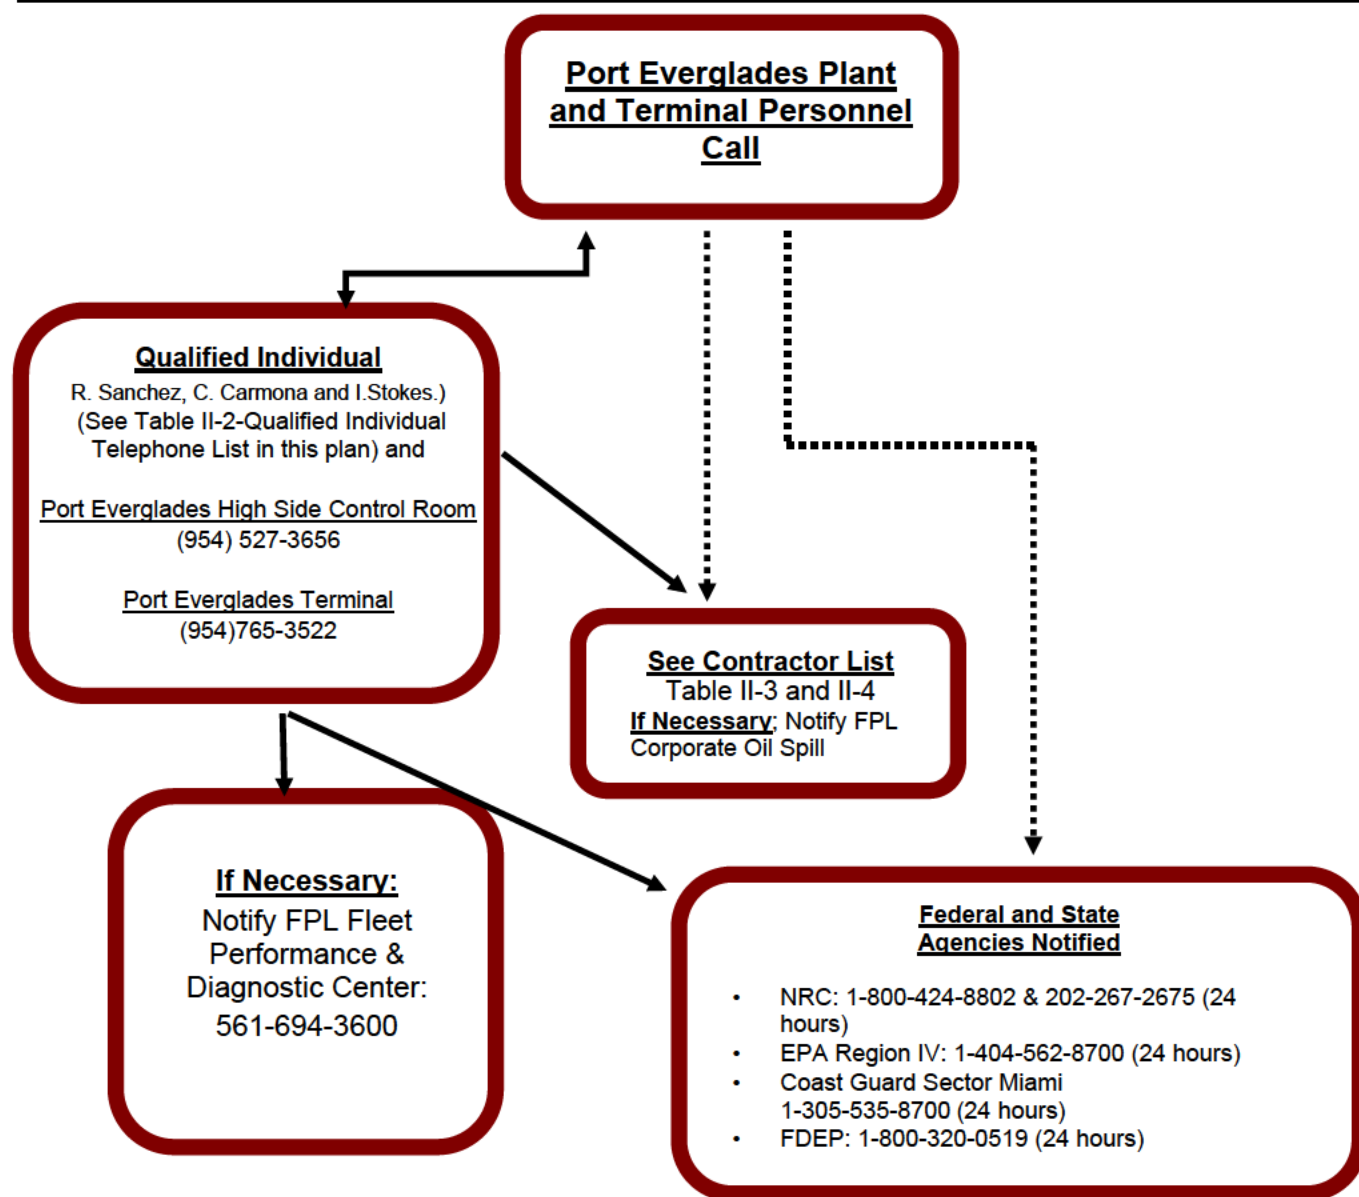 Port Everglades Plant
and Terminal Personnel
Call
Qualified Individual
R. Sanchez, C. Carmona and I.Stokes.)
(See Table II-2-Qualified Individual
Telephone List in this plan) and
Port Everglades High Side Control Room
(954) 527-3656
Port Everglades Terminal
(954)765-3522
See Contractor List
Table II-3 and II-4
If Necessary; Notify FPL
Corporate Oil Spill
If Necessary:
Notify FPL Fleet
Performance &
Diagnostic Center:
561-694-3600
Federal and State
Agencies Notified
• NRC: 1-800-424-8802 & 202-267-2675 (24
hours)
• EPA Region IV: 1-404-562-8700 (24 hours)
• Coast Guard Sector Miami
1-305-535-8700 (24 hours)
• FDEP: 1-800-320-0519 (24 hours)